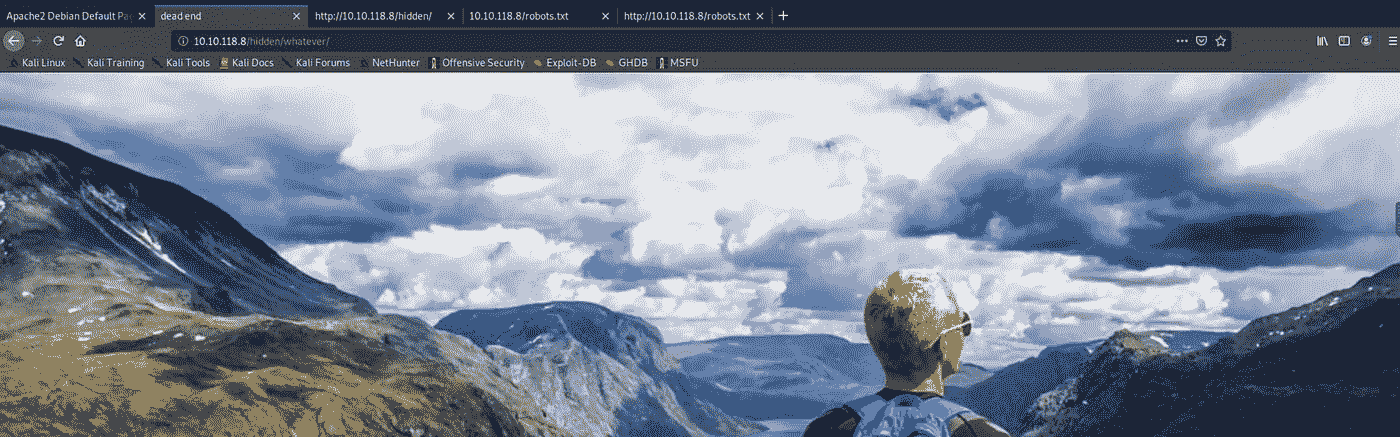 Apache2 Debian Default Pa
dead end
http://10.10.118.8/hidden/
10.10.118.8/robots.txt
http://10.10.118.8/robots.txt
10.10.118.8/hidden/whatever/
Kali Linux Kali Training Kali Tools Kali Docs Kali Forums NetHunter Offensive Security Exploit-DB GHDB MSFU